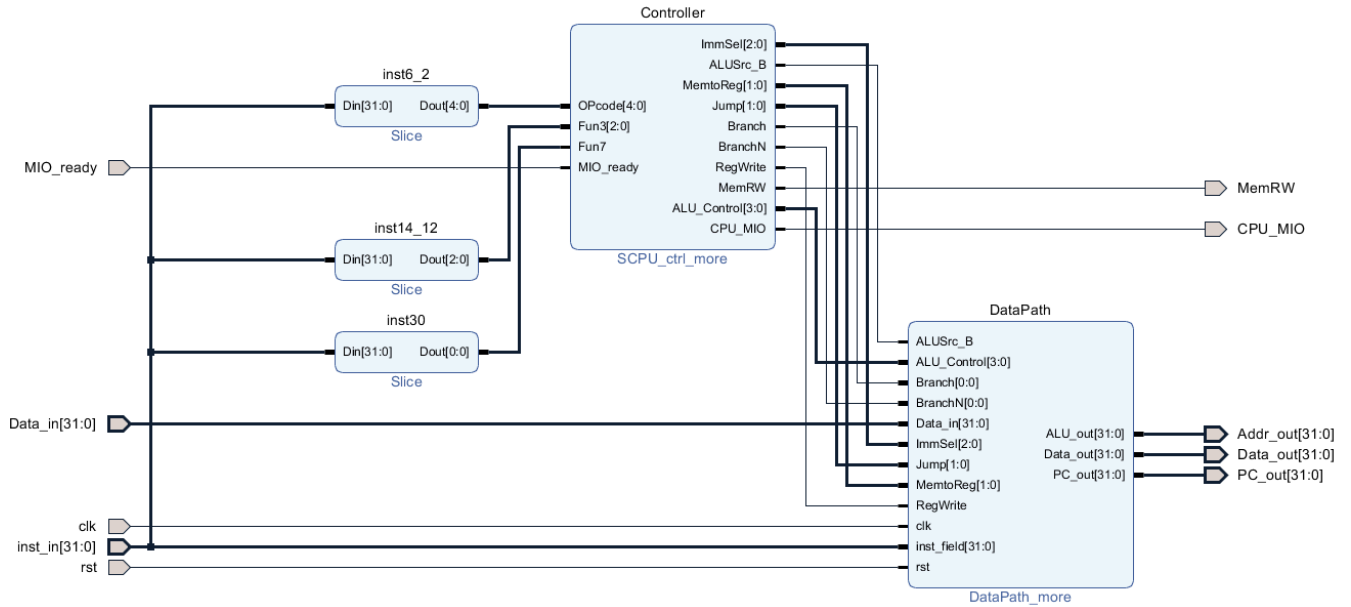 Controller
ImmSel[2:0]
ALUSrc_B
MemtoReg[1:0]
Jump[1:0]
Branch
BranchN
RegWrite
MemRW
ALU_Control[3:0]
CPU_MIO
OPcode[4:0]
Fun3[2:0]
Fun7
MIO_ready
SCPU_ctrl_more
inst6_2
Din[31:0] Dout[4:0]
Slice
MIO_ready
inst14_12
Din[31:0] Dout[2:0]
Slice
inst30
Din[31:0] Dout[0:0]
Slice
MemRW
CPU_MIO
Data_in[31:0]
clk
inst_in[31:0]
rst
DataPath
ALUSrc_B
ALU_Control[3:0]
Branch[0:0]
BranchN[0:0]
Data_in[31:0]
ImmSel[2:0]
Jump[1:0]
MemtoReg[1:0]
RegWrite
clk
inst_field[31:0]
rst
ALU_out[31:0]
Data_out[31:0]
PC_out[31:0]
DataPath_more
Addr_out[31:0]
Data_out[31:0]
PC_out[31:0]